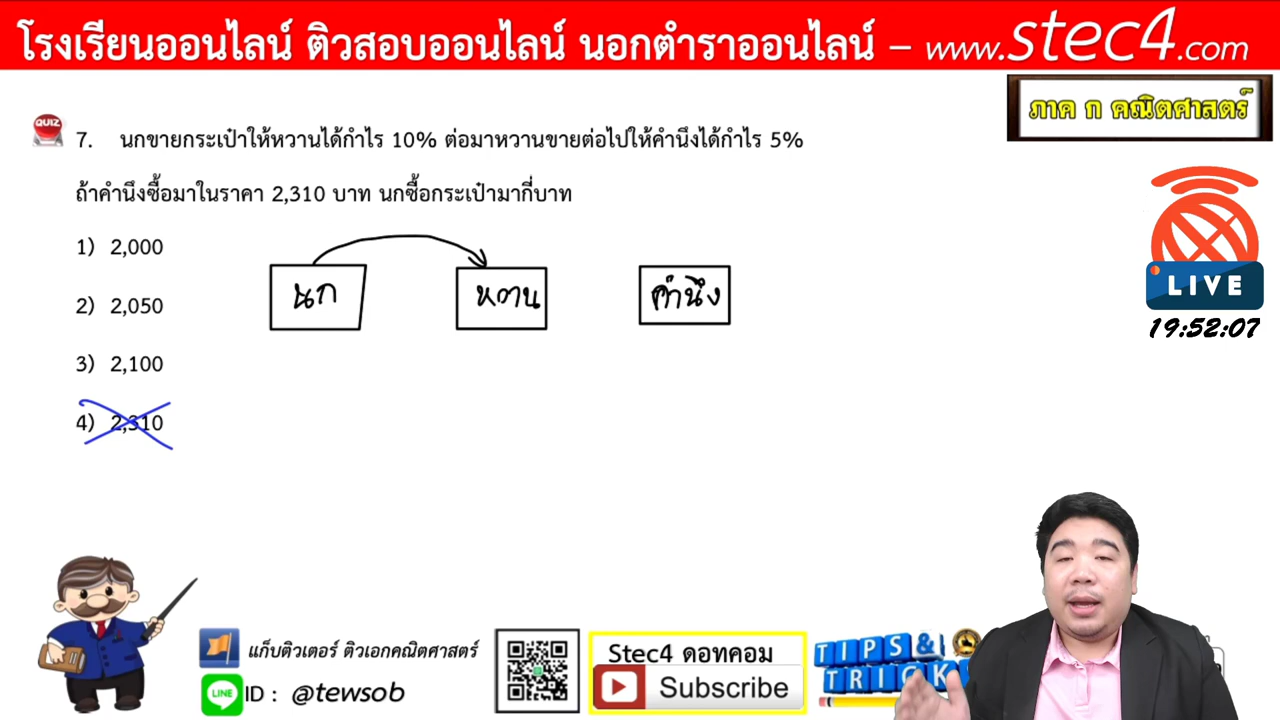 โรงเรียนออนไลน์ ติวสอบออนไลน์ นอกตำราออนไลน์ – www.stec4.com
ภาค ก คณิตศาสตร์
QUIZ
7. นกขายกระเป๋าให้หวานได้กำไร 10% ต่อมาหวานขายต่อไปให้คำนึงได้กำไร 5%
ถ้าคำนึงซื้อมาในราคา 2,310 บาท นกซื้อกระเป๋ามากี่บาท
1) 2,000
2) 2,050
3) 2,100
4) 2,310
นก หวาน คำนึง
LIVE
19:52:07
แก็บติวเตอร์ ติวเอกคณิตศาสตร์
LINE ID : @tewsob
Stec4 ดอทคอม
Subscribe
TIPS &
TRICK